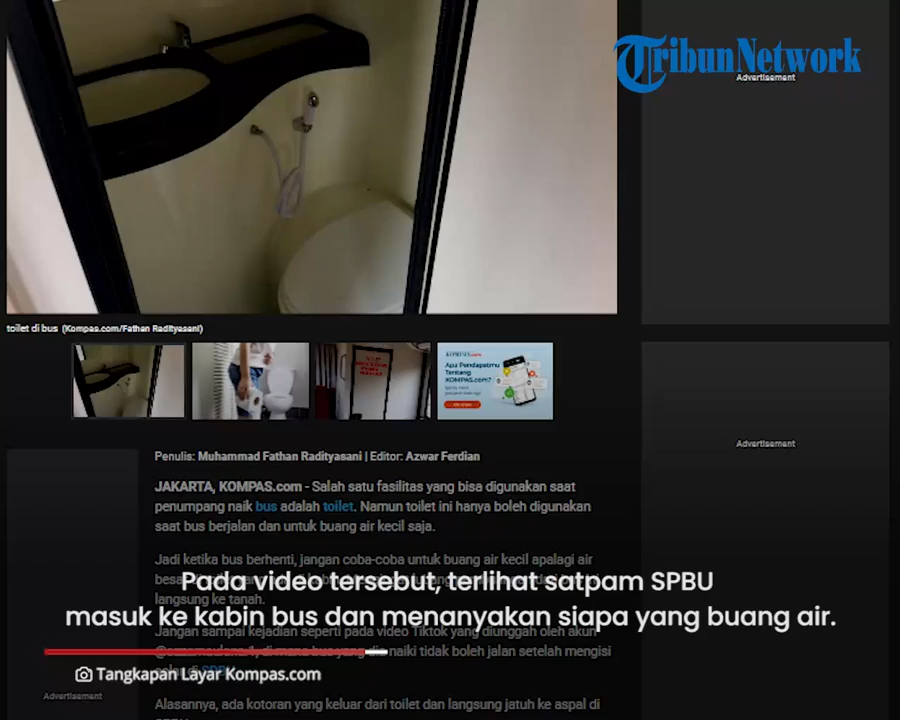 TribunNetwork
Advertisement
toilet di bus (Kompas.com/Fathan Radityasani)
KOMPAS.com
Apa Pendapatmu
Tentang
KOMPAS.com?
Advertisement
Penulis: Muhammad Fathan Radityasani | Editor: Azwar Ferdian
JAKARTA, KOMPAS.com - Salah satu fasilitas yang bisa digunakan saat
penumpang naik bus adalah toilet. Namun toilet ini hanya boleh digunakan
saat bus berjalan dan untuk buang air kecil saja.
Jadi ketika bus berhenti, jangan coba-coba untuk buang air kecil apalagi air
langsung ke tanah.
Pada video tersebut, terlihat satpam SPBU
masuk ke kabin bus dan menanyakan siapa yang buang air.
Jangan sampai kejadian seperti pada video Tiktok yang diunggah oleh akun
naiki tidak boleh jalan setelah mengisi
Tangkapan Layar Kompas.com
Advertisement
Alasannya, ada kotoran yang keluar dari toilet dan langsung jatuh ke aspal di